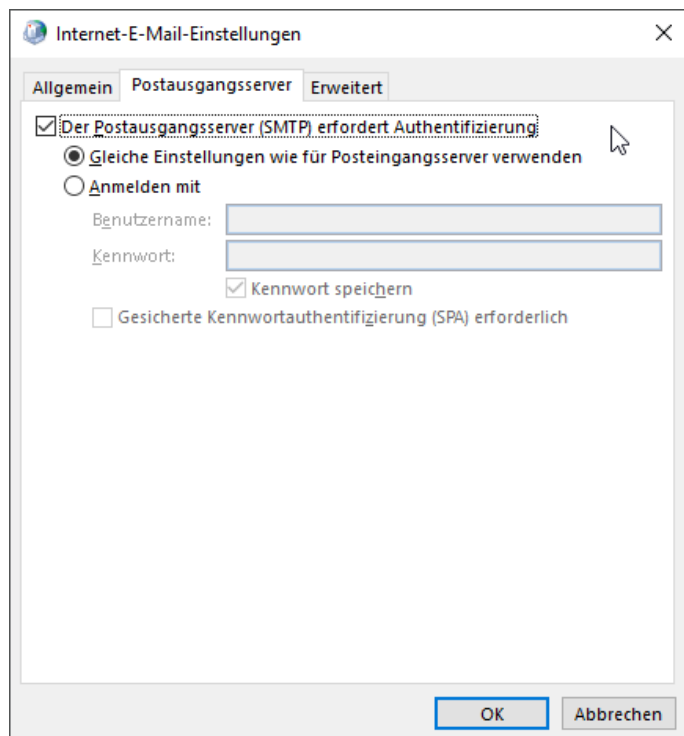 Internet-E-Mail-Einstellungen
Allgemein Postausgangsserver Erweitert
Der Postausgangsserver (SMTP) erfordert Authentifizierung
Gleiche Einstellungen wie für Posteingangsserver verwenden
Anmelden mit
Benutzername:
Kennwort:
Kennwort speichern
Gesicherte Kennwortauthentifizierung (SPA) erforderlich
OK Abbrechen